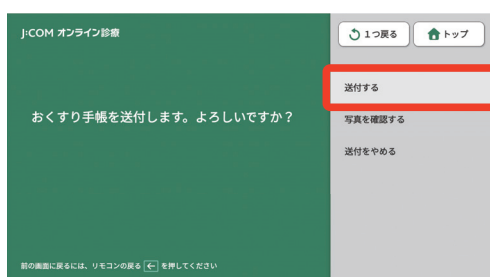 J:COM オンライン診療
1つ戻る
トップ
おくすり手帳を送付します。よろしいですか？
送付する
写真を確認する
送付をやめる
前の画面に戻るには、リモコンの戻る ← を押してください